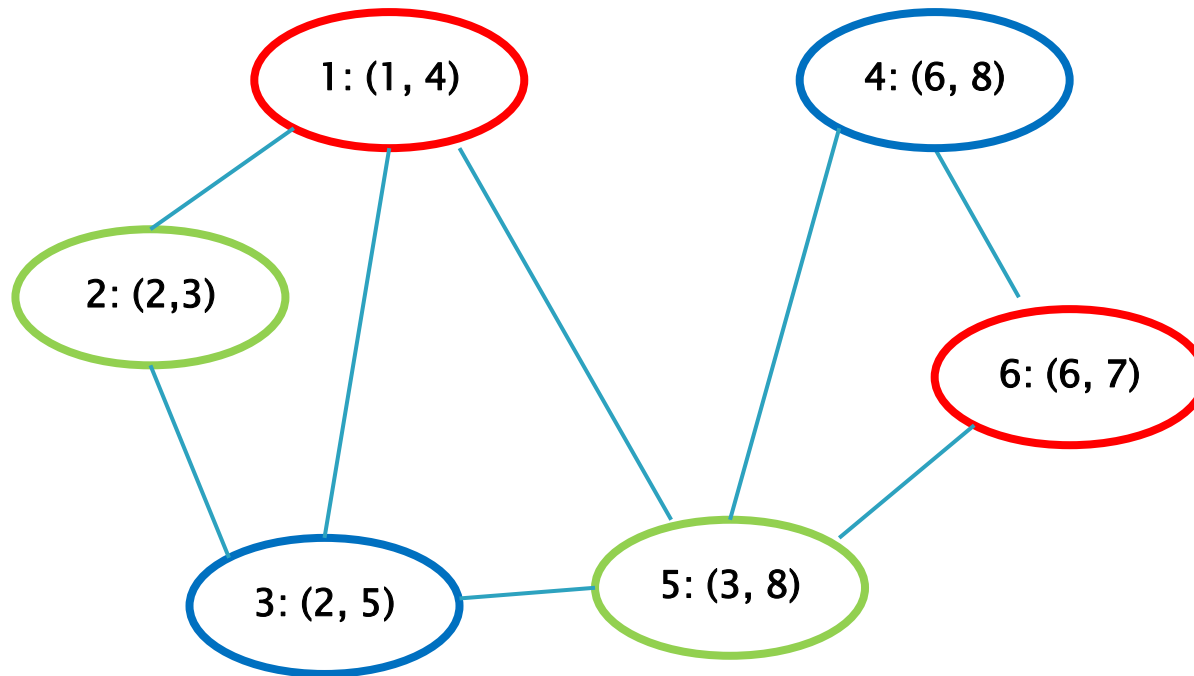 1: (1, 4)
4: (6, 8)
2: (2,3)
6: (6, 7)
3: (2, 5)
5: (3, 8)